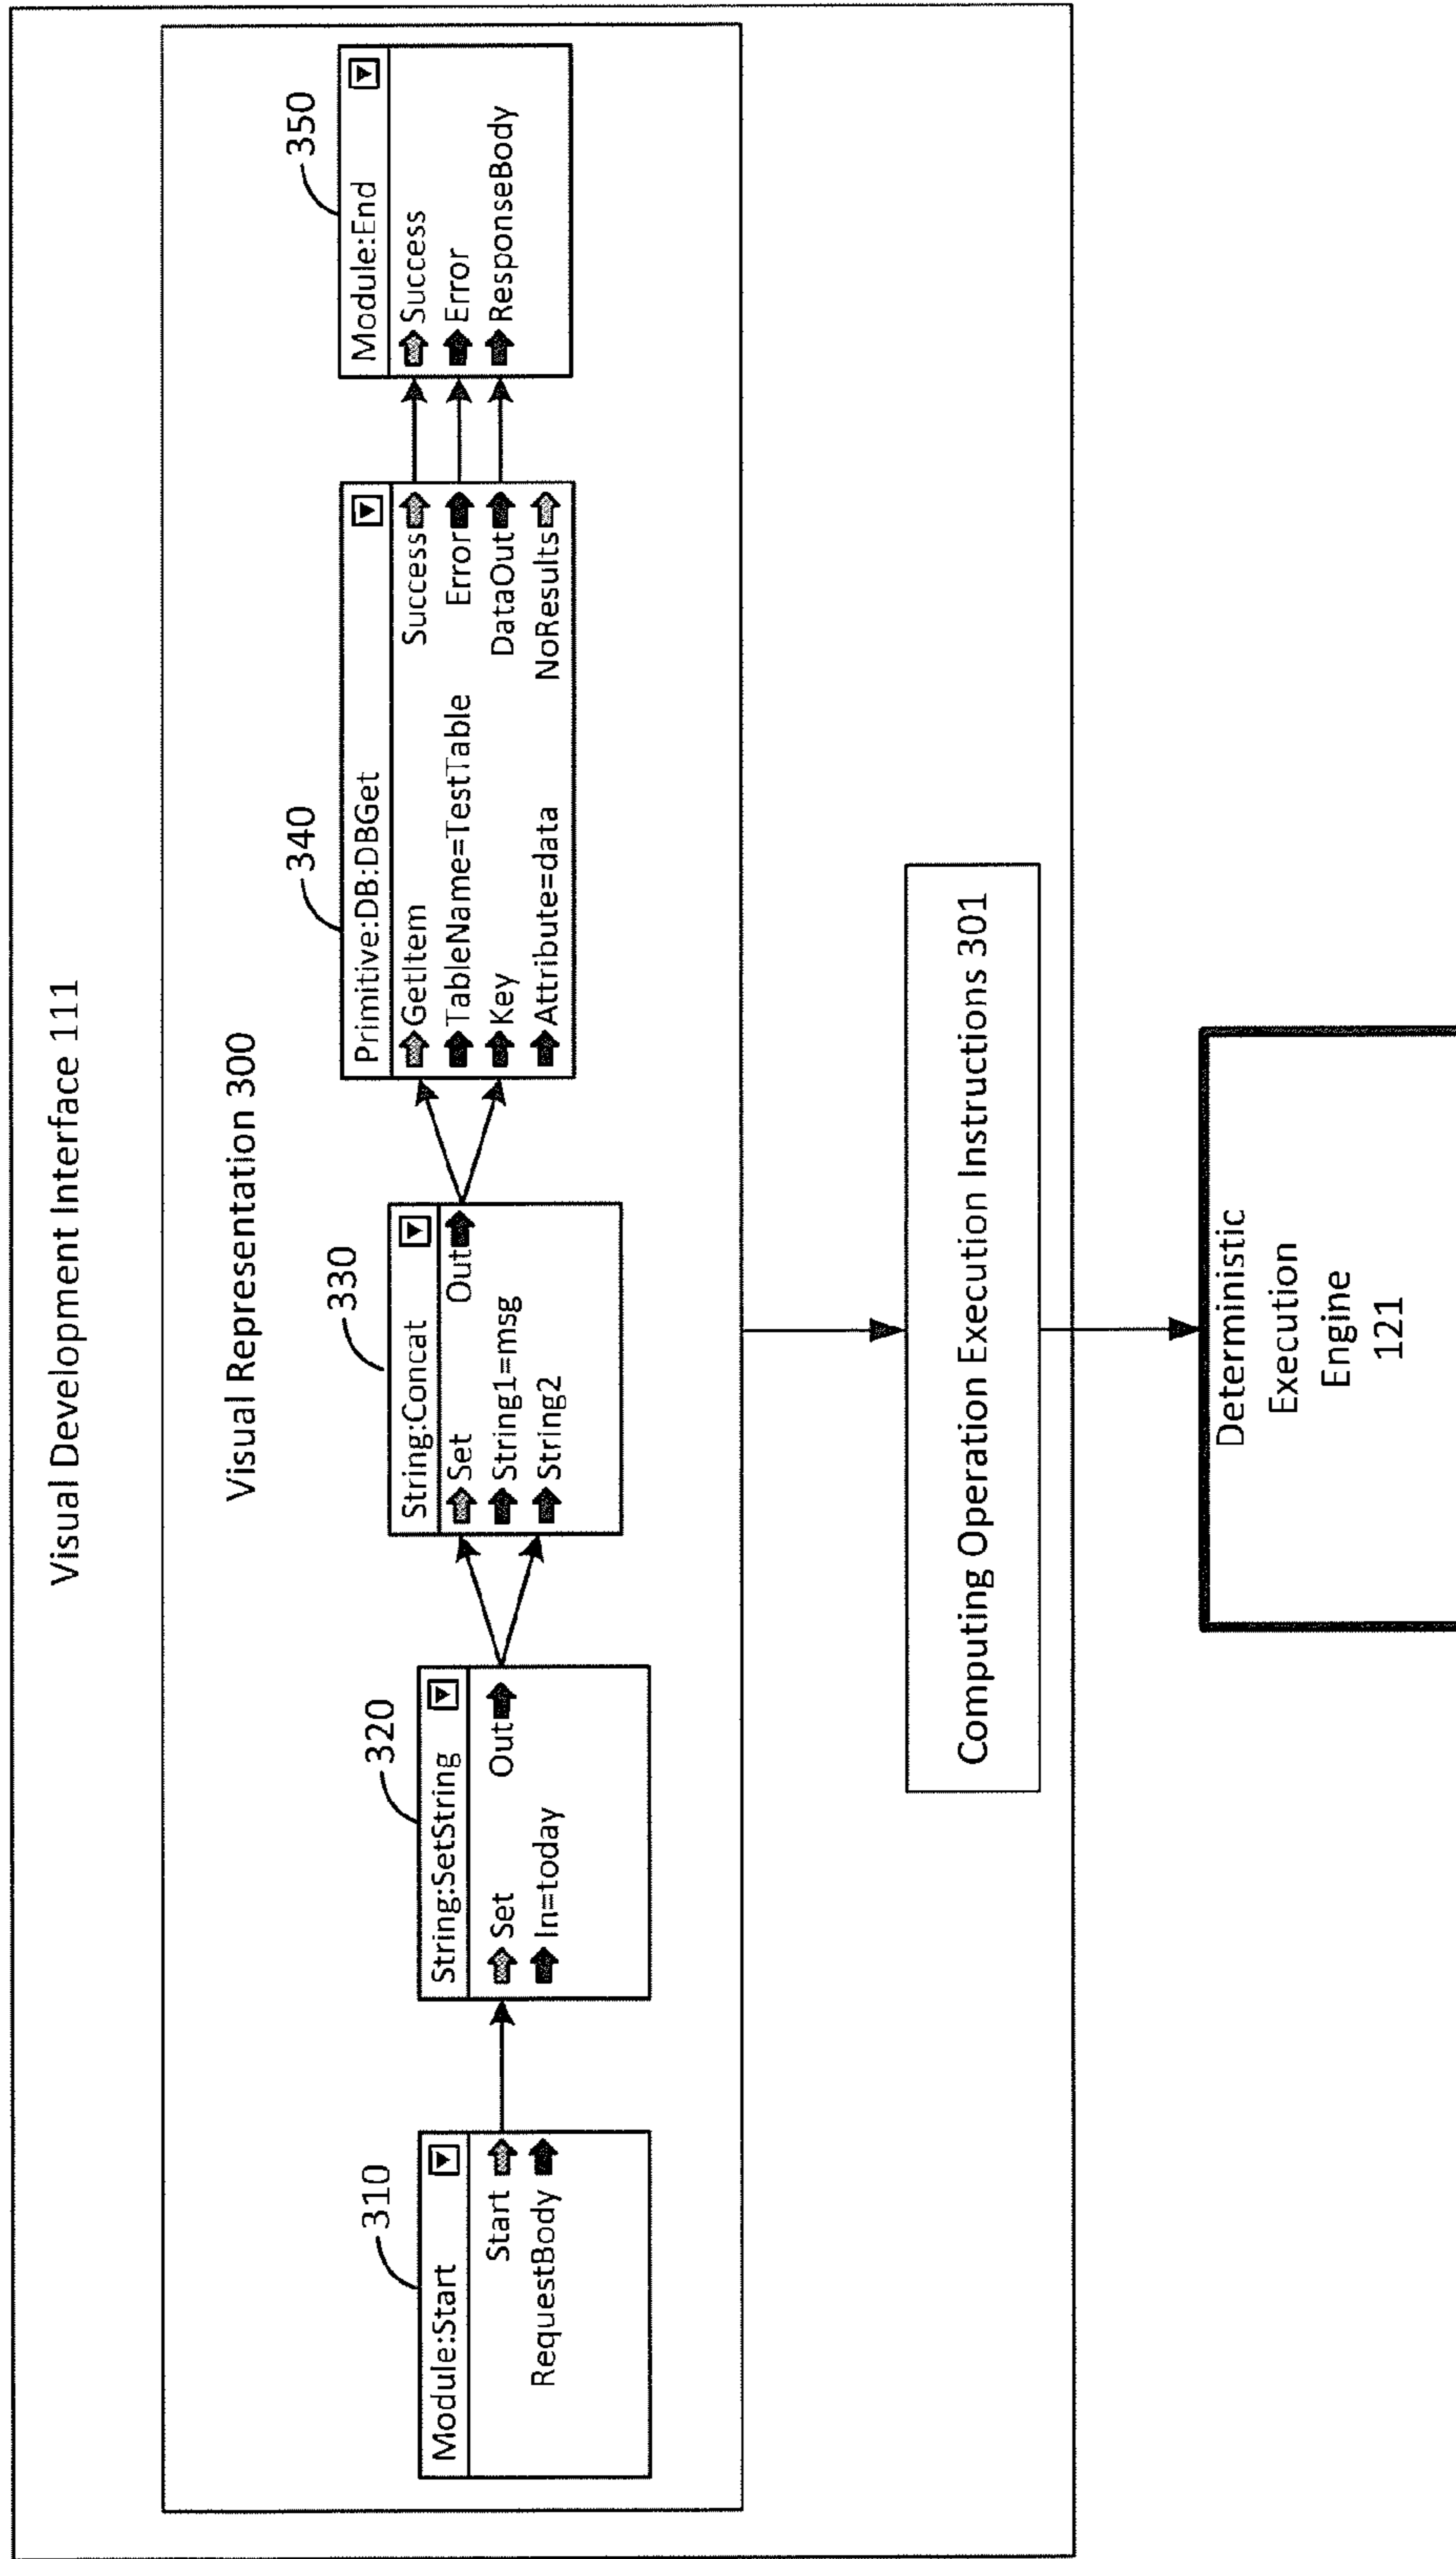 Visual Development Interface 111
Visual Representation 300
310
Module:Start
Start
RequestBody
320
String:SetString
Set
Out
In=today
330
String:Concat
Set
Out
String1=msg
String2
340
Primitive:DB:DBGet
GetItem
Success
TableName=TestTable
Error
Key
DataOut
Attribute=data
NoResults
350
Module:End
Success
Error
ResponseBody
Computing Operation Execution Instructions 301
Deterministic
Execution
Engine
121